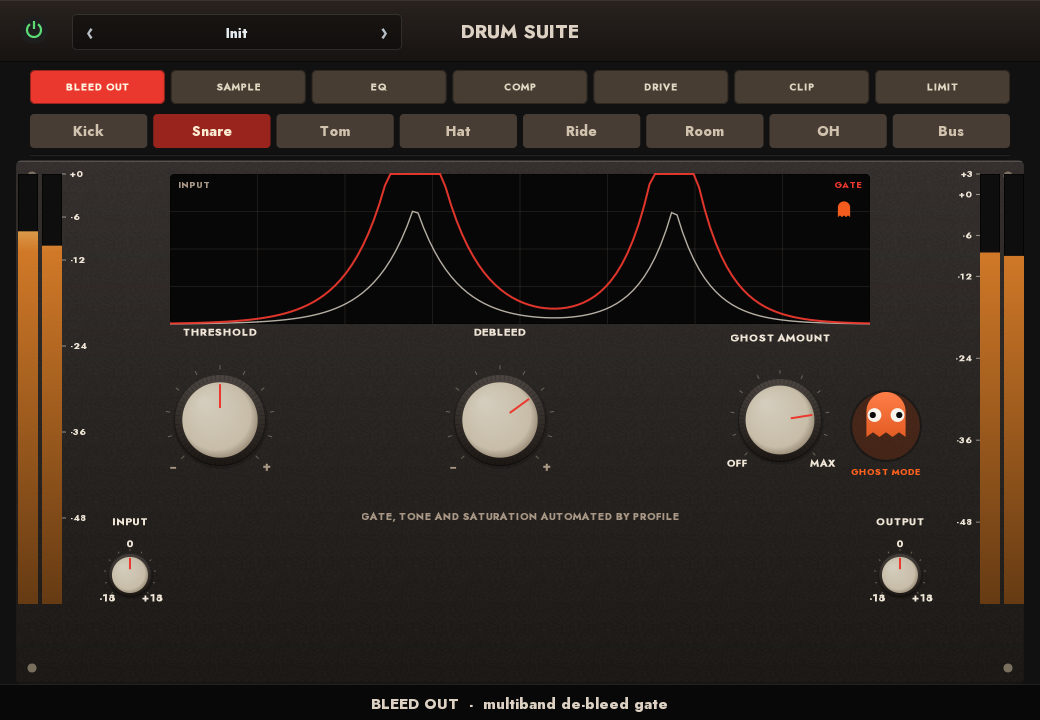 ‹ Init ›
DRUM SUITE
BLEED OUT SAMPLE EQ COMP DRIVE CLIP LIMIT
Kick Snare Tom Hat Ride Room OH Bus
+0
-6
-12
-24
-36
-48
INPUT
GATE
+3
+0
-6
-12
-24
-36
-48
THRESHOLD
- +
DEBLEED
- +
GHOST AMOUNT
OFF MAX
GHOST MODE
GATE, TONE AND SATURATION AUTOMATED BY PROFILE
INPUT
0
-18 +18
OUTPUT
0
-18 +18
BLEED OUT - multiband de-bleed gate